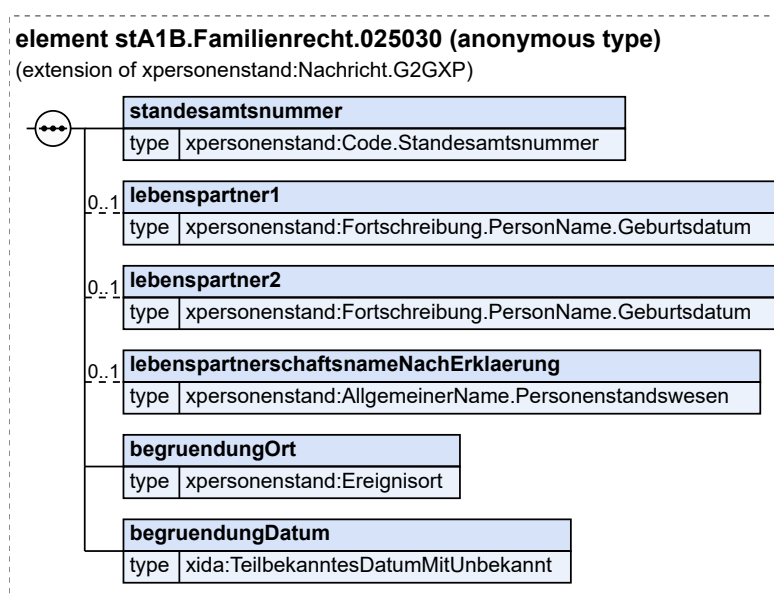 element stA1B.Familienrecht.025030 (anonymous type)
(extension of xpersonenstand:Nachricht.G2GXP)
standesamtsnummer
type xpersonenstand:Code.Standesamtsnummer
0..1 lebenspartner1
type xpersonenstand:Fortschreibung.PersonName.Geburtsdatum
0..1 lebenspartner2
type xpersonenstand:Fortschreibung.PersonName.Geburtsdatum
0..1 lebenspartnerschaftsnameNachErklaerung
type xpersonenstand:AllgemeinerName.Personenstandswesen
begruendungOrt
type xpersonenstand:Ereignisort
begruendungDatum
type xida:TeilbekanntesDatumMitUnbekannt